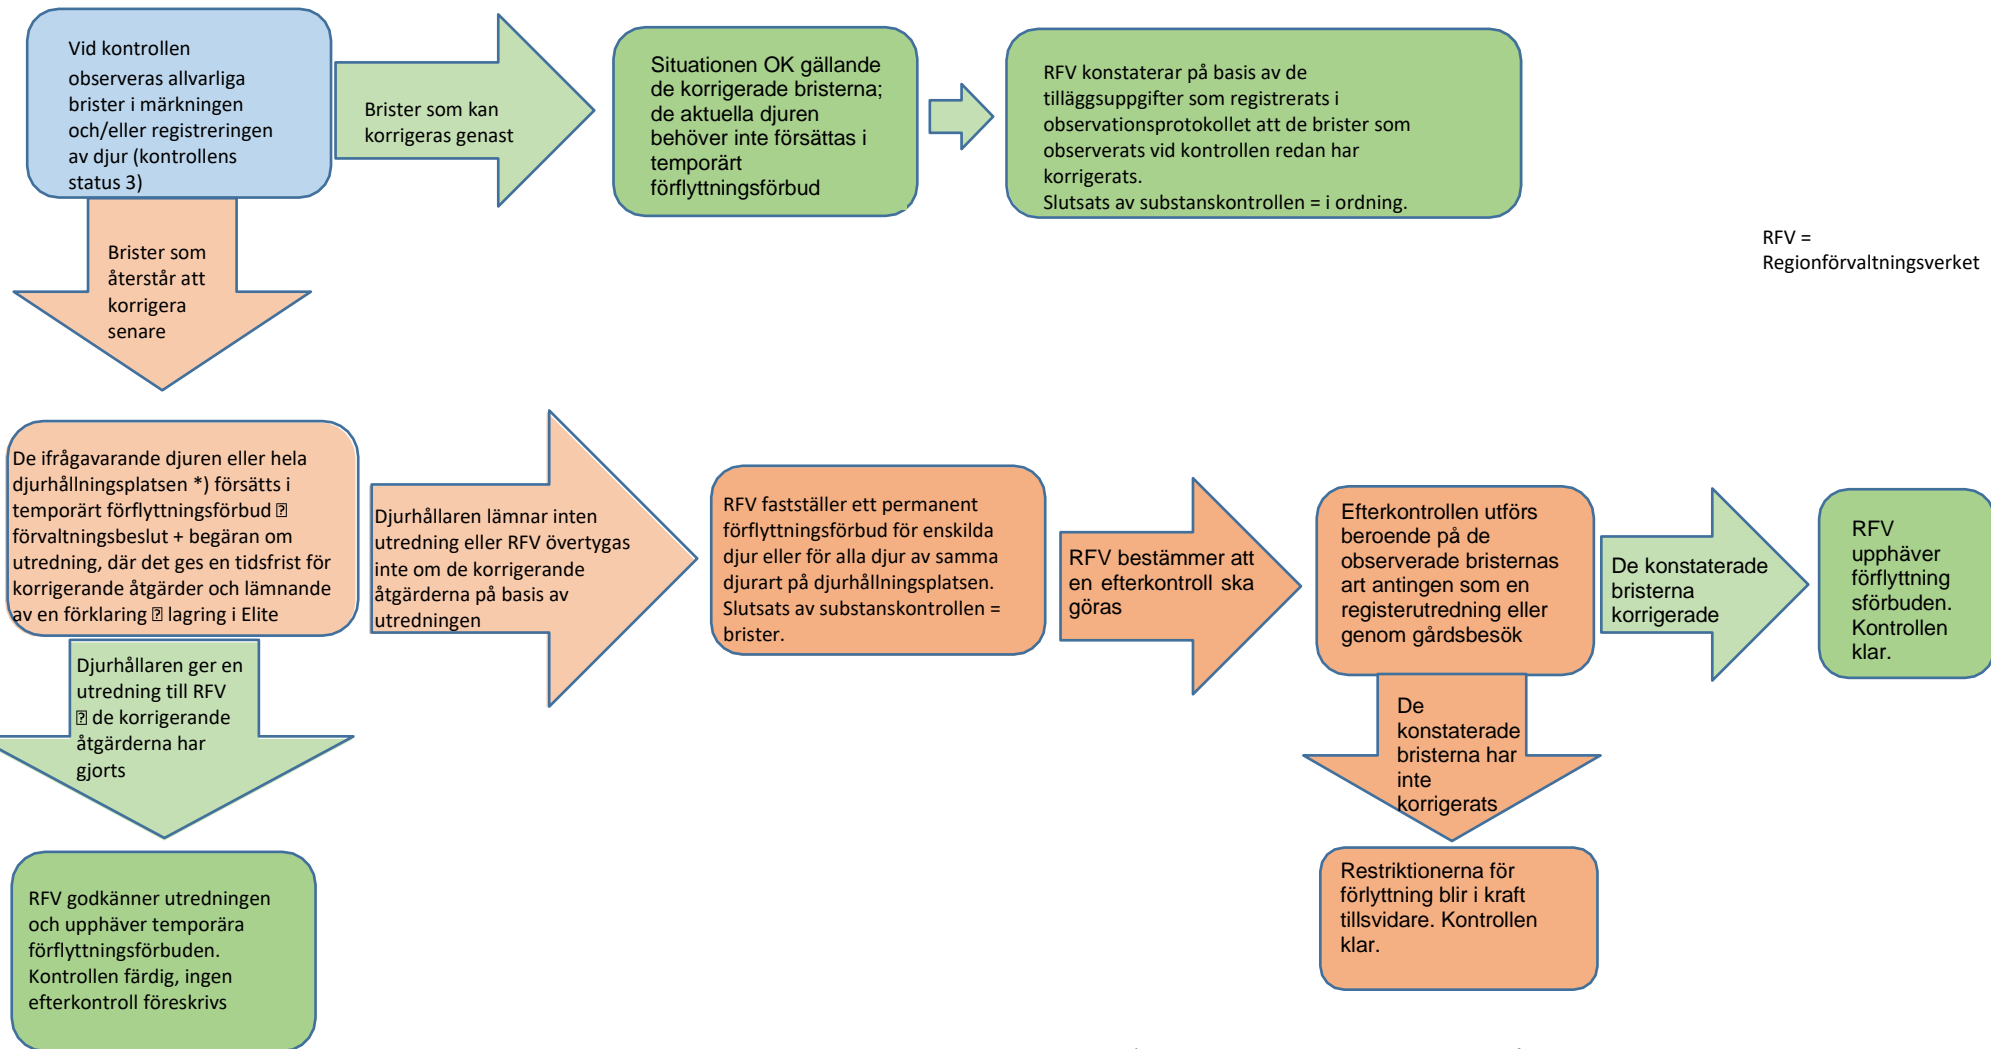 Vid kontrollen
observeras allvarliga
brister i märkningen
och/eller registreringen
av djur (kontrollens
status 3)
Brister som kan
korrigeras genast
Situationen OK gällande
de korrigerade bristerna;
de aktuella djuren
behöver inte försättas i
temporärt
förflyttningsförbud
RFV konstaterar på basis av de
tilläggsuppgifter som registrerats i
observationsprotokollet att de brister som
observerats vid kontrollen redan har
korrigerats.
Slutsats av substanskontrollen = i ordning.
RFV =
Regionförvaltningsverket
Brister som
återstår att
korrigera
senare
De ifrågavarande djuren eller hela
djurhållningsplatsen *) försätts i
temporärt förflyttningsförbud ⍰
förvaltningsbeslut + begäran om
utredning, där det ges en tidsfrist för
korrigerande åtgärder och lämnande
av en förklaring ⍰ lagring i Elite
Djurhållaren lämnar inten
utredning eller RFV övertygas
inte om de korrigerande
åtgärderna på basis av
utredningen
RFV fastställer ett permanent
förflyttningsförbud för enskilda
djur eller för alla djur av samma
djurart på djurhållningsplatsen.
Slutsats av substanskontrollen =
brister.
RFV bestämmer att
en efterkontroll ska
göras
Efterkontrollen utförs
beroende på de
observerade bristernas
art antingen som en
registerutredning eller
genom gårdsbesök
De konstaterade
bristerna
korrigerade
RFV
upphäver
förflyttning
sförbuden.
Kontrollen
klar.
Djurhållaren ger en
utredning till RFV
⍰ de korrigerande
åtgärderna har
gjorts
De
konstaterade
bristerna har
inte
korrigerats
RFV godkänner utredningen
och upphäver temporära
förflyttningsförbuden.
Kontrollen färdig, ingen
efterkontroll föreskrivs
Restriktionerna för
förlyttning blir i kraft
tillsvidare. Kontrollen
klar.